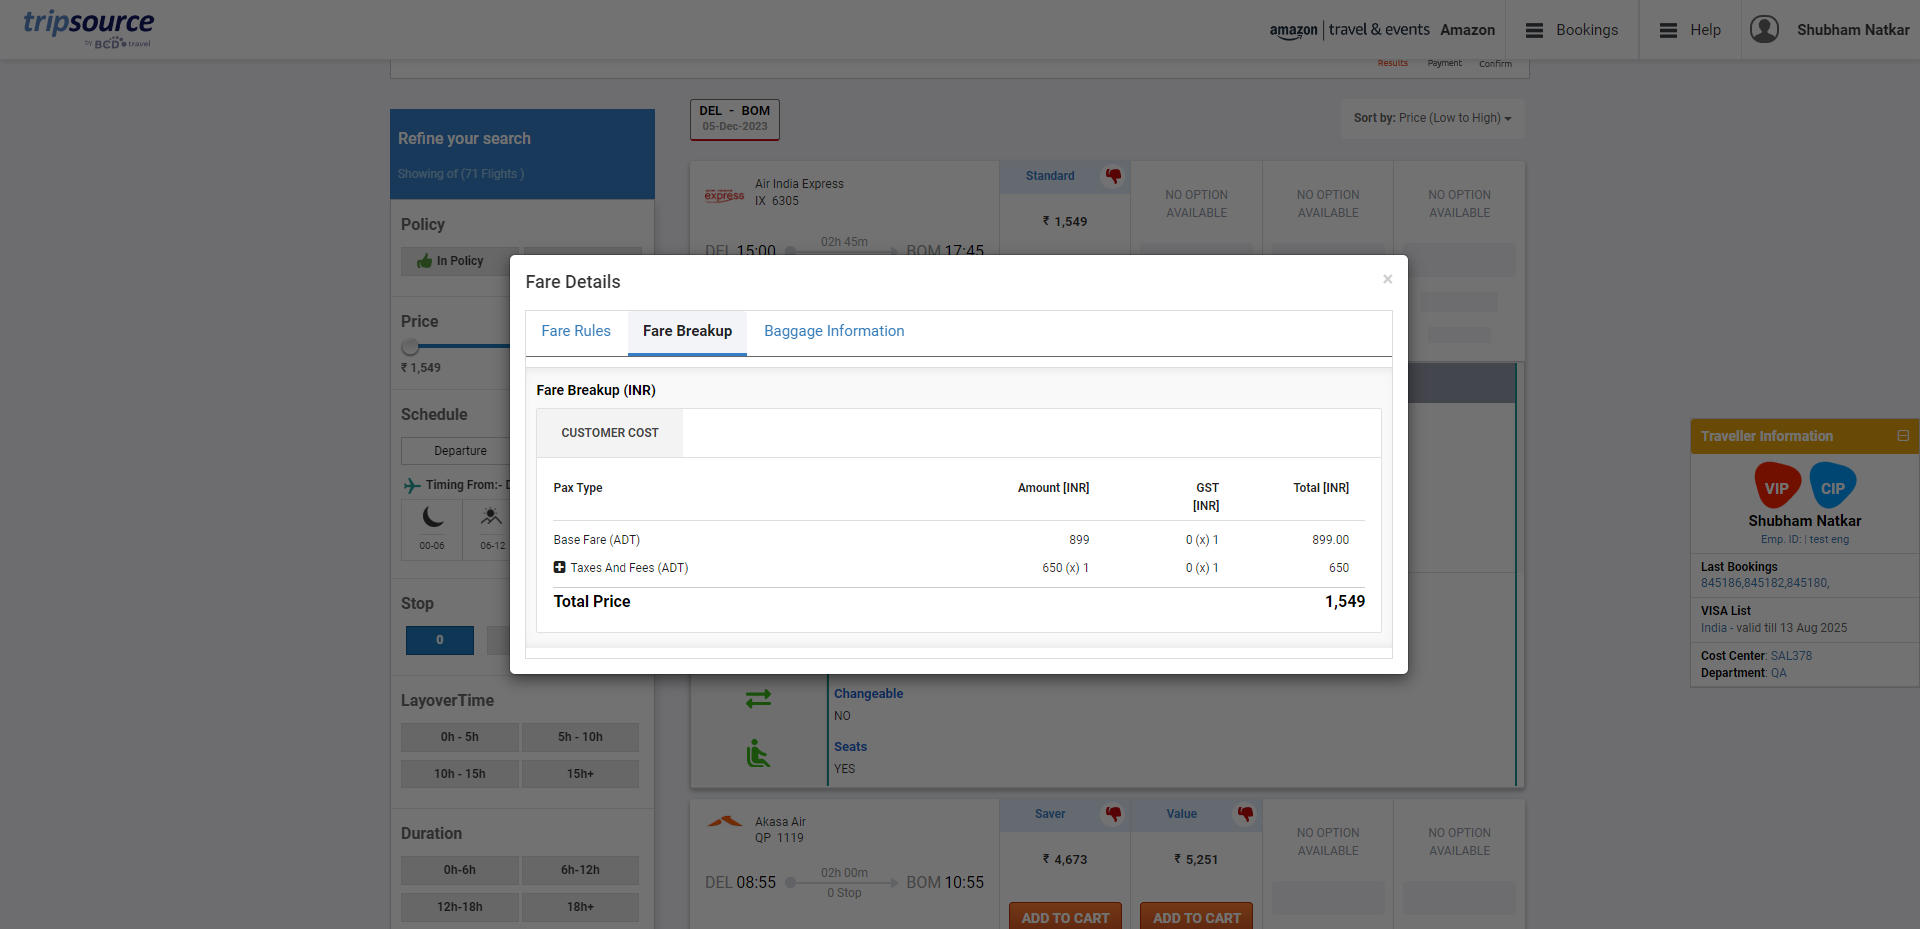 tripsource
by BCD travel
amazon | travel & events Amazon
Bookings
Help
Shubham Natkar
Results Payment Confirm
Refine your search
Showing of (71 Flights )
Policy
In Policy
Price
₹ 1,549
Schedule
Departure
Timing From:- D
00-06 06-12
Stop
0
LayoverTime
0h - 5h 5h - 10h
10h - 15h 15h+
Duration
0h-6h 6h-12h
12h-18h 18h+
DEL - BOM
05-Dec-2023
Sort by: Price (Low to High)
express
Air India Express
IX 6305
DEL 15:00 02h 45m BOM 17:45
Standard
₹ 1,549
NO OPTION
AVAILABLE
NO OPTION
AVAILABLE
NO OPTION
AVAILABLE
Fare Details ×
Fare Rules Fare Breakup Baggage Information
Fare Breakup (INR)
CUSTOMER COST
Pax Type Amount [INR] GST [INR] Total [INR]
Base Fare (ADT) 899 0 (x) 1 899.00
Taxes And Fees (ADT) 650 (x) 1 0 (x) 1 650
Total Price 1,549
Changeable
NO
Seats
YES
Akasa Air
QP 1119
DEL 08:55 02h 00m BOM 10:55
0 Stop
Saver
₹ 4,673
ADD TO CART
Value
₹ 5,251
ADD TO CART
NO OPTION
AVAILABLE
NO OPTION
AVAILABLE
Traveller Information
VIP CIP
Shubham Natkar
Emp. ID: | test eng
Last Bookings
845186,845182,845180,
VISA List
India - valid till 13 Aug 2025
Cost Center: SAL378
Department: QA